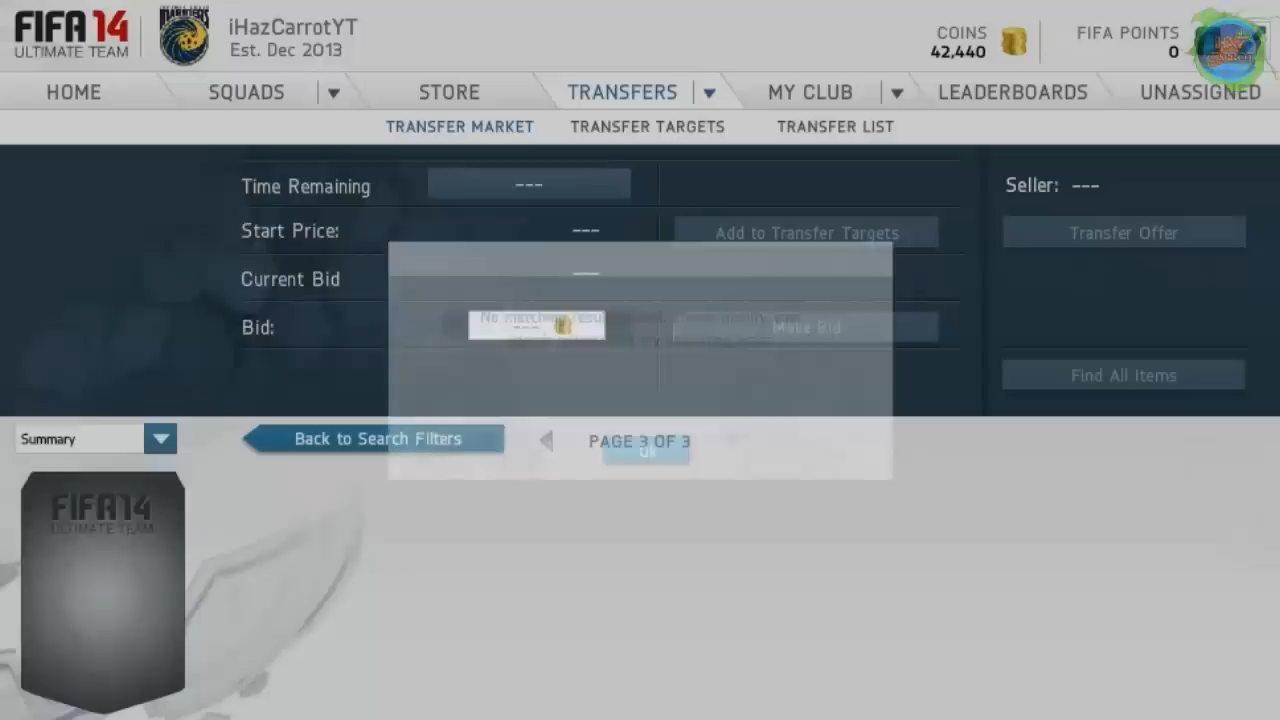 FIFA 14
ULTIMATE TEAM
iHazCarrotYT
Est. Dec 2013
COINS
42,440
FIFA POINTS
0
HOME
SQUADS
STORE
TRANSFERS
MY CLUB
LEADERBOARDS
UNASSIGNED
TRANSFER MARKET
TRANSFER TARGETS
TRANSFER LIST
Time Remaining
---
Seller: ---
Start Price:
---
Add to Transfer Targets
Transfer Offer
Current Bid
---
Bid:
---
No matching
Make Bid
Find All Items
Summary
Back to Search Filters
PAGE 3 OF 3
Ok
FIFA 14
ULTIMATE TEAM